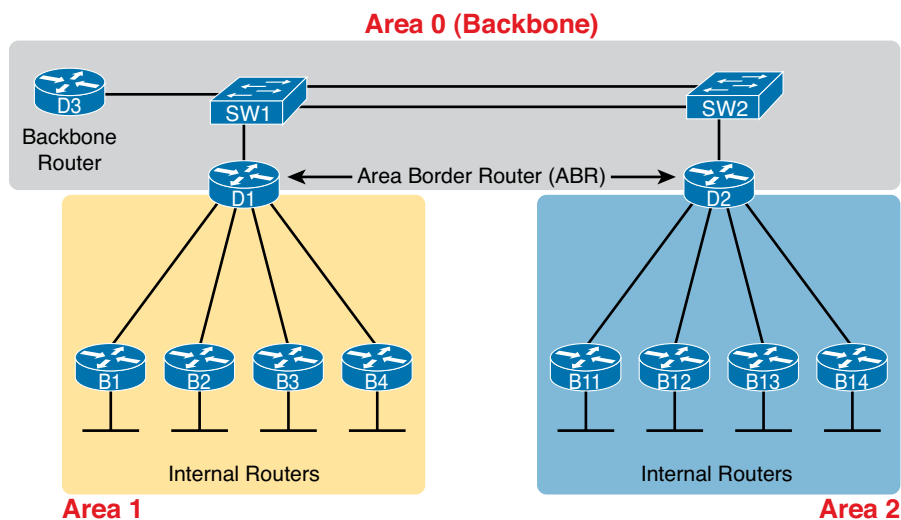 Area 0 (Backbone)
D3
SW1
SW2
Backbone
Router
Area Border Router (ABR)
D1
D2
B1
B2
B3
B4
B11
B12
B13
B14
Internal Routers
Internal Routers
Area 1
Area 2